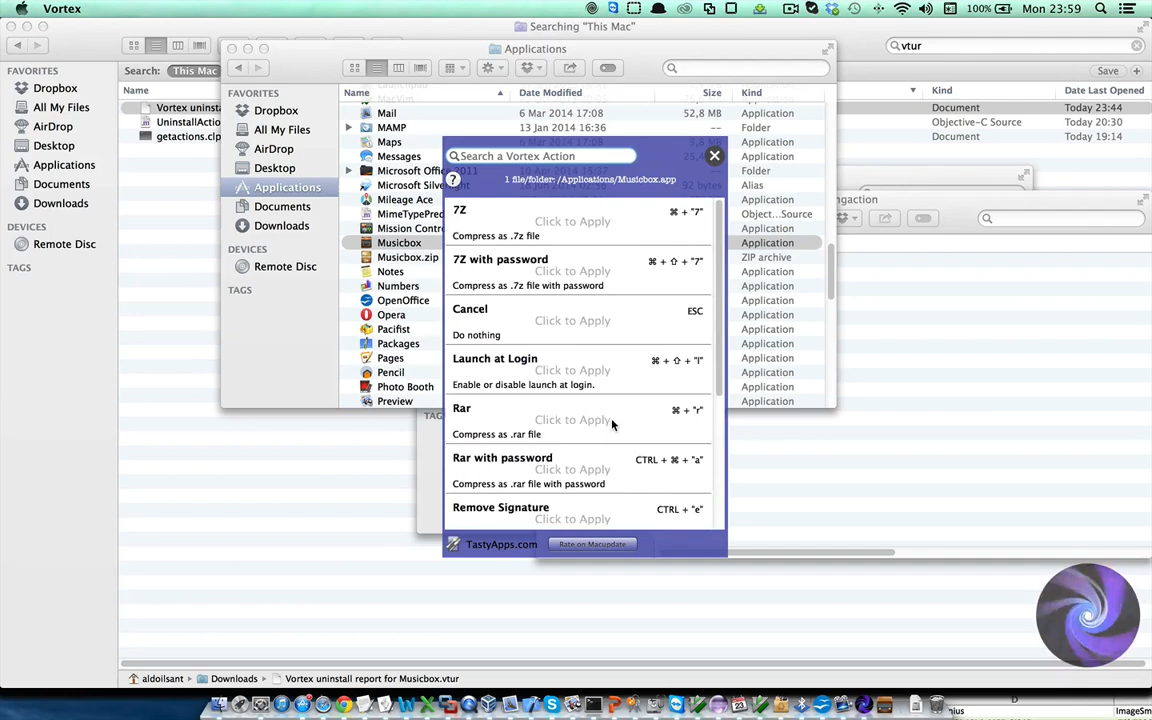 Vortex
100%
Mon 23:59
Searching "This Mac"
vtur
Search: This Mac
Save
Name
Kind
Date Last Opened
FAVORITES
Dropbox
All My Files
AirDrop
Desktop
Applications
Documents
Downloads
DEVICES
Remote Disc
TAGS
Vortex uninst
UninstallActio
getactions.clp
Document
Today 23:44
Objective-C Source
Today 20:30
Document
Today 19:14
Applications
FAVORITES
Dropbox
All My Files
AirDrop
Desktop
Applications
Documents
Downloads
DEVICES
Remote Disc
TAGS
Name
Date Modified
Size
Kind
Mail
6 Mar 2014 17:08
52,8 MB
Application
MAMP
13 Jan 2014 16:36
--
Folder
Maps
Application
Messages
Application
Microsoft Office 2011
Folder
Microsoft Silverlight
Alias
Mileage Ace
Application
MimeTypePred
Object...Source
Mission Contr
Application
Musicbox
Application
Musicbox.zip
ZIP archive
Notes
Application
Numbers
Application
OpenOffice
Application
Opera
Application
Pacifist
Application
Packages
Application
Pages
Application
Pencil
Application
Photo Booth
Application
Preview
Application
ngaction
Search a Vortex Action
?
1 file/folder: /Applications/Musicbox.app
7Z
⌘ + "7"
Click to Apply
Compress as .7z file
7Z with password
⌘ + ⇧ + "7"
Click to Apply
Compress as .7z file with password
Cancel
ESC
Click to Apply
Do nothing
Launch at Login
⌘ + ⇧ + "l"
Click to Apply
Enable or disable launch at login.
Rar
⌘ + "r"
Click to Apply
Compress as .rar file
Rar with password
CTRL + ⌘ + "a"
Click to Apply
Compress as .rar file with password
Remove Signature
CTRL + "e"
Click to Apply
TastyApps.com
Rate on Macupdate
TAG
aldoilsant
Downloads
Vortex uninstall report for Musicbox.vtur
D
nius
ImageSm